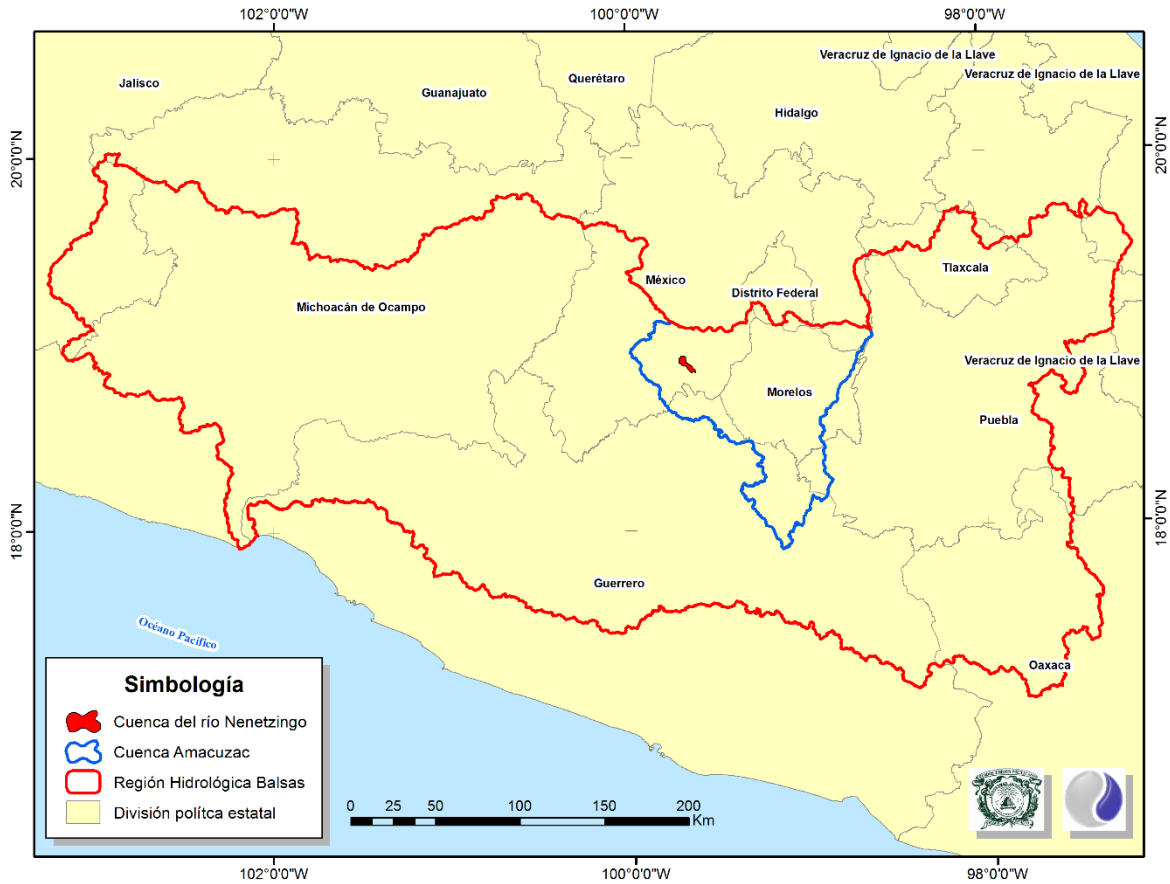 102°0'0"W
100°0'0"W
98°0'0"W
Veracruz de Ignacio de la Llave
Veracruz de Ignacio de la Llave
Jalisco
Guanajuato
Querétaro
Hidalgo
20°0'0"N
20°0'0"N
Tlaxcala
México
Distrito Federal
Michoacán de Ocampo
Veracruz de Ignacio de la Llave
Morelos
Puebla
18°0'0"N
18°0'0"N
Guerrero
Océano Pacífico
Oaxaca
Simbología
Cuenca del río Nenetzingo
Cuenca Amacuzac
Región Hidrológica Balsas
División polítca estatal
0 25 50 100 150 200
Km
102°0'0"W
100°0'0"W
98°0'0"W